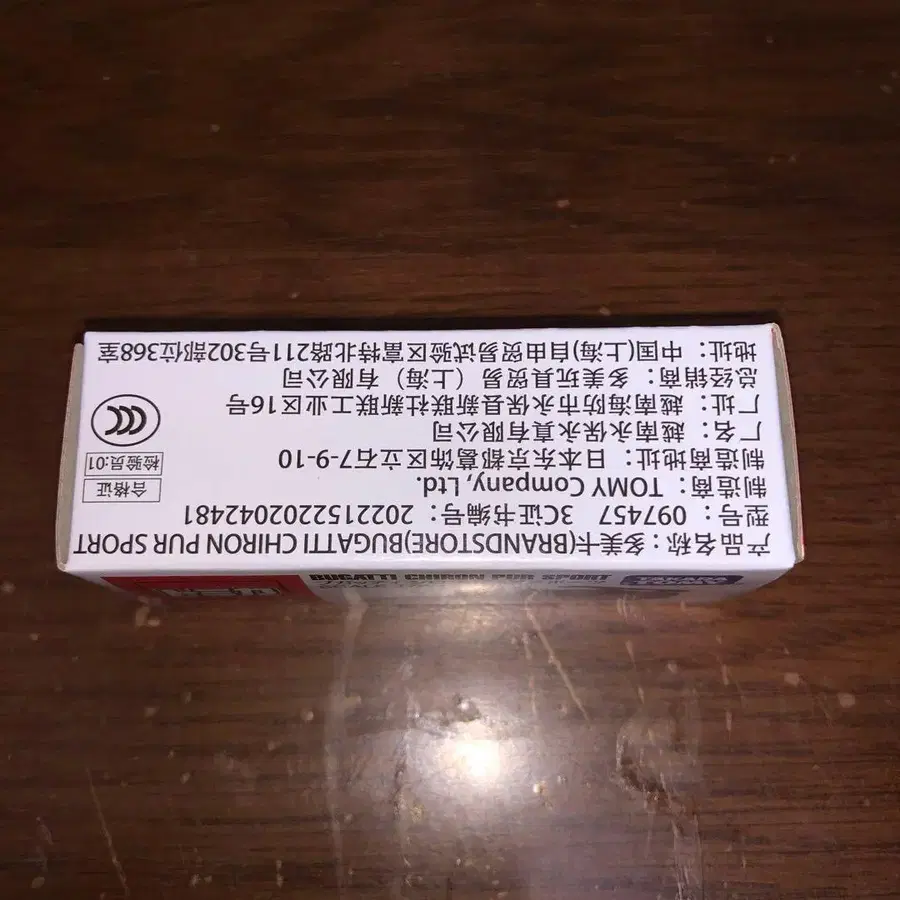 产品名称：多美卡(BRANDSTORE)BUGATTI CHIRON PUR SPORT
型号：097457 3C证书编号：2022152202042481
制造商：TOMY Company, Ltd.
制造商地址：日本东京都葛饰区立石7-9-10
厂名：越南永保永真有限公司
厂址：越南海防市永保县新联社新联工业区16号
总经销商：多美玩具贸易（上海）有限公司
地址：中国(上海)自由贸易试验区富特北路211号302部位368室
合格证
检验员:01
CCC
BUGATTI CHIRON PUR SPORT
TAKARA TOMY